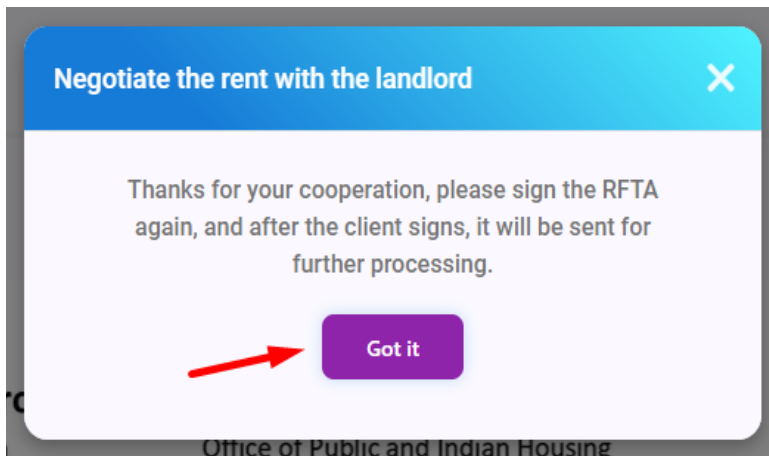 Negotiate the rent with the landlord
Thanks for your cooperation, please sign the RFTA
again, and after the client signs, it will be sent for
further processing.
Got it
Office of Public and Indian Housing